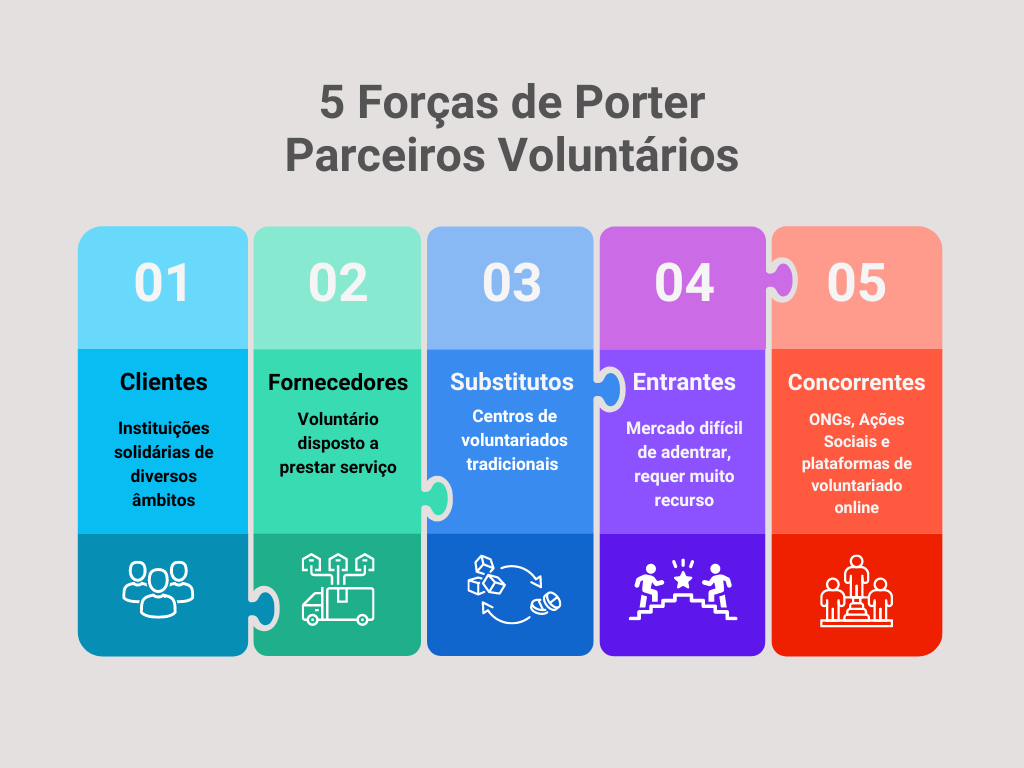 5 Forças de Porter
Parceiros Voluntários
01
Clientes
Instituições
solidárias de
diversos
âmbitos
02
Fornecedores
Voluntário
disposto a
prestar serviço
03
Substitutos
Centros de
voluntariados
tradicionais
04
Entrantes
Mercado difícil
de adentrar,
requer muito
recurso
05
Concorrentes
ONGs, Ações
Sociais e
plataformas de
voluntariado
online